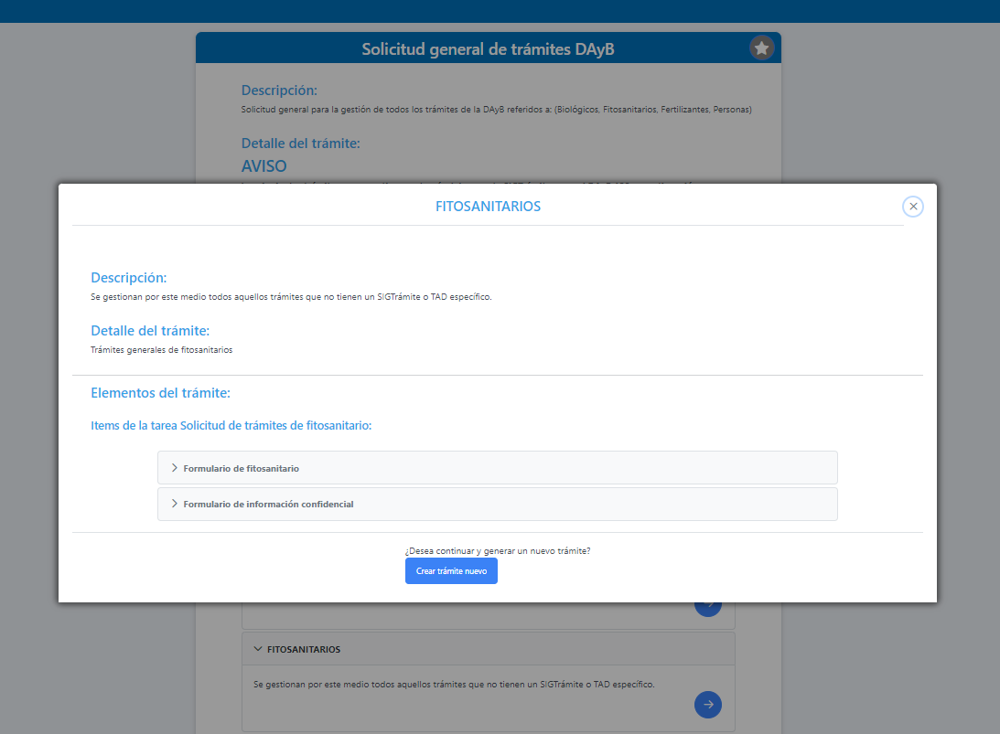 Solicitud general de trámites DAyB
Descripción:
Solicitud general para la gestión de todos los trámites de la DAyB referidos a: (Biológicos, Fitosanitarios, Fertilizantes, Personas)
Detalle del trámite:
AVISO
FITOSANITARIOS
Descripción:
Se gestionan por este medio todos aquellos trámites que no tienen un SIGTrámite o TAD específico.
Detalle del trámite:
Trámites generales de fitosanitarios
Elementos del trámite:
Items de la tarea Solicitud de trámites de fitosanitario:
Formulario de fitosanitario
Formulario de información confidencial
¿Desea continuar y generar un nuevo trámite?
Crear trámite nuevo
FITOSANITARIOS
Se gestionan por este medio todos aquellos trámites que no tienen un SIGTrámite o TAD específico.